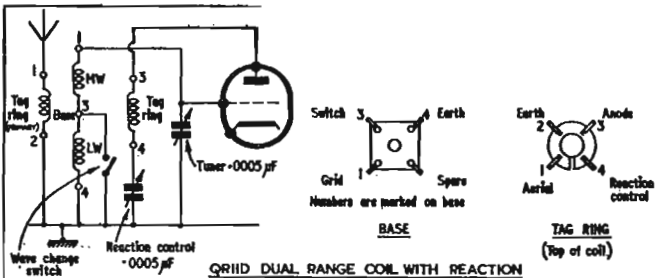 1
Tag
ring
(PRIMARY)
2
1
MW
Base
3
LW
4
3
Tag
ring
4
Tuner ·0005 µF
Reaction control
·0005 µF
Wave change
switch
Switch 3
4 Earth
Grid 1
Spare
Numbers are marked on base
BASE
Earth
2
Anode
3
1
Aerial
4
Reaction
control
TAG RING
(Top of coil.)
QRIID DUAL RANGE COIL WITH REACTION